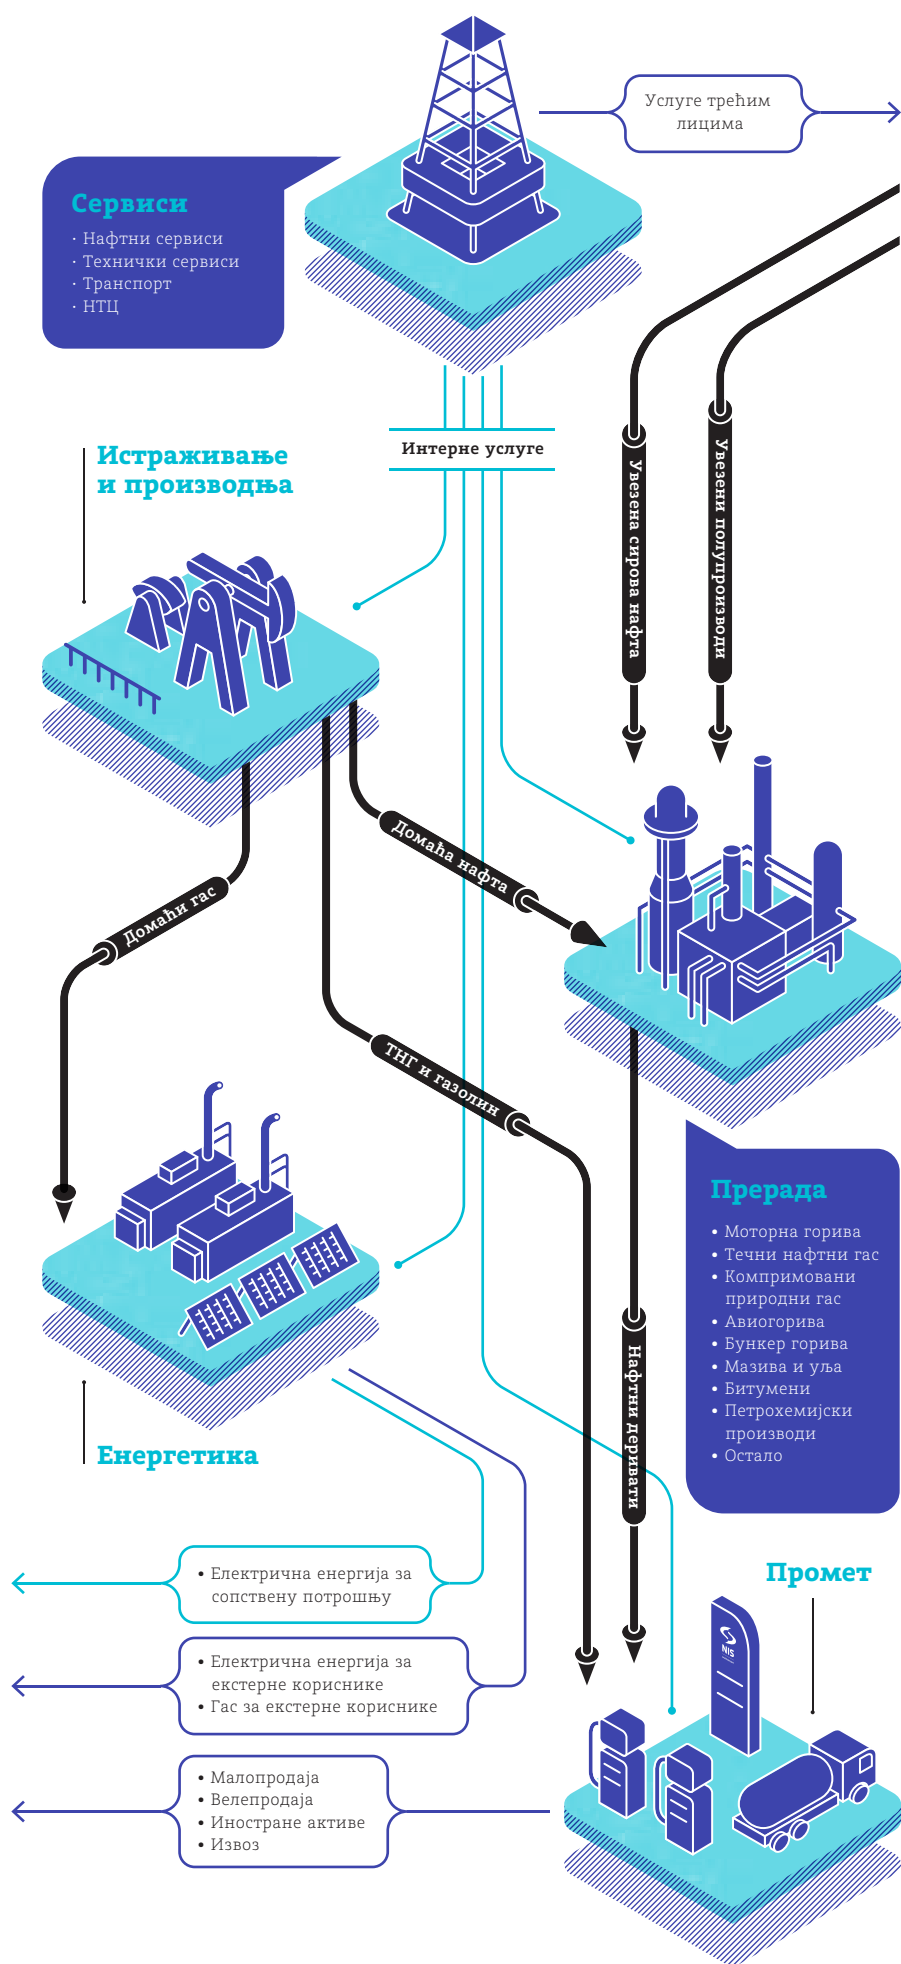 Услуге трећим
лицима
Сервиси
· Нафтни сервиси
· Технички сервиси
· Транспорт
· НТЦ
Интерне услуге
Истраживање
и производња
Увезена сирова нафта
Увезени полупроизводи
Домаћа нафта
Домаћи гас
ТНГ и газолин
Прерада
• Моторна горива
• Течни нафтни гас
• Компримовани
природни гас
• Авиогорива
• Бункер горива
• Мазива и уља
• Битумени
• Петрохемијски
производи
• Остало
Нафтни деривати
Енергетика
• Електрична енергија за
сопствену потрошњу
Промет
NIS
• Електрична енергија за
екстерне кориснике
• Гас за екстерне кориснике
• Малопродаја
• Велепродаја
• Иностране активе
• Извоз